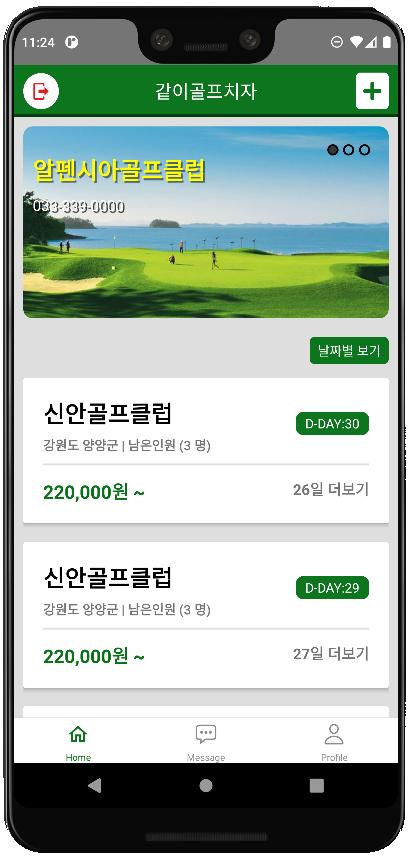 11:24
같이골프치자
알펜시아골프클럽
033-339-0000
날짜별 보기
신안골프클럽
D-DAY:30
강원도 양양군 | 남은인원 (3 명)
220,000원 ~
26일 더보기
신안골프클럽
D-DAY:29
강원도 양양군 | 남은인원 (3 명)
220,000원 ~
27일 더보기
Home Message Profile